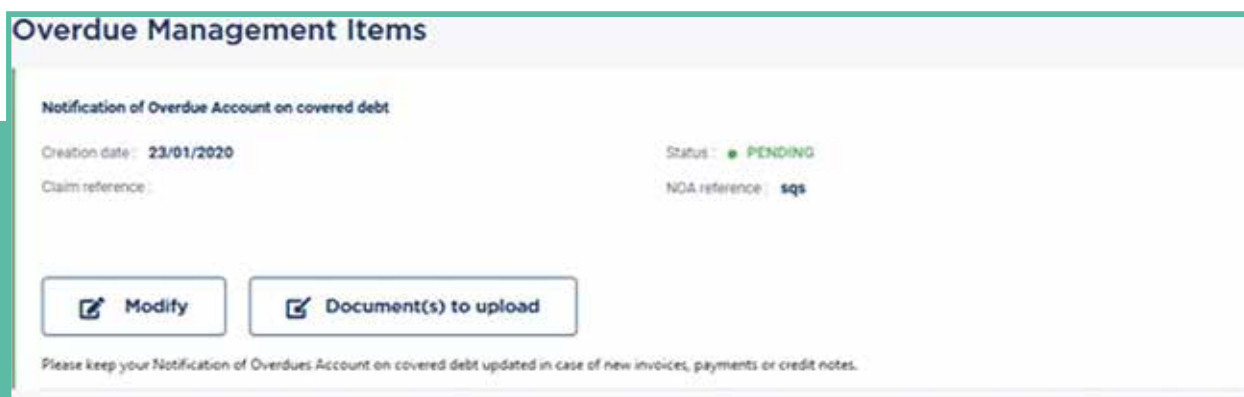 Overdue Management Items
Notification of Overdue Account on covered debt
Creation date : 23/01/2020
Status : PENDING
Claim reference :
NOA reference : sqs
Modify
Document(s) to upload
Please keep your Notification of Overdues Account on covered debt updated in case of new invoices, payments or credit notes.